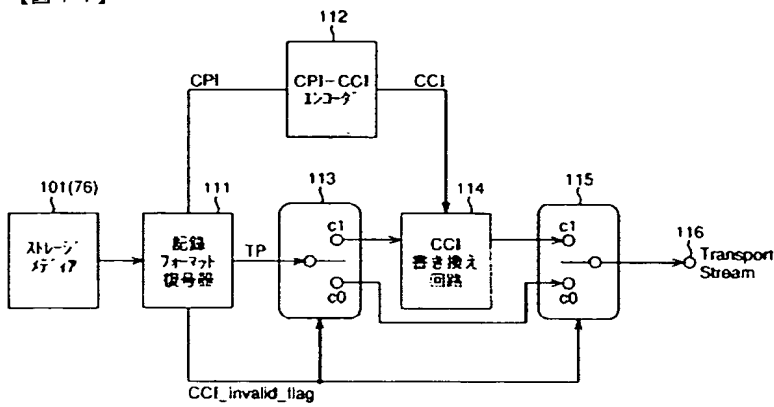 112
CPI
CPI-CCI
エンコーダ
CCI
101(76)
111
113
114
115
ストレージ
メディア
記録
フォーマット
復号器
TP
c1
c0
CCI
書き換え
回路
c1
c0
116
Transport
Stream
CCI_invalid_flag